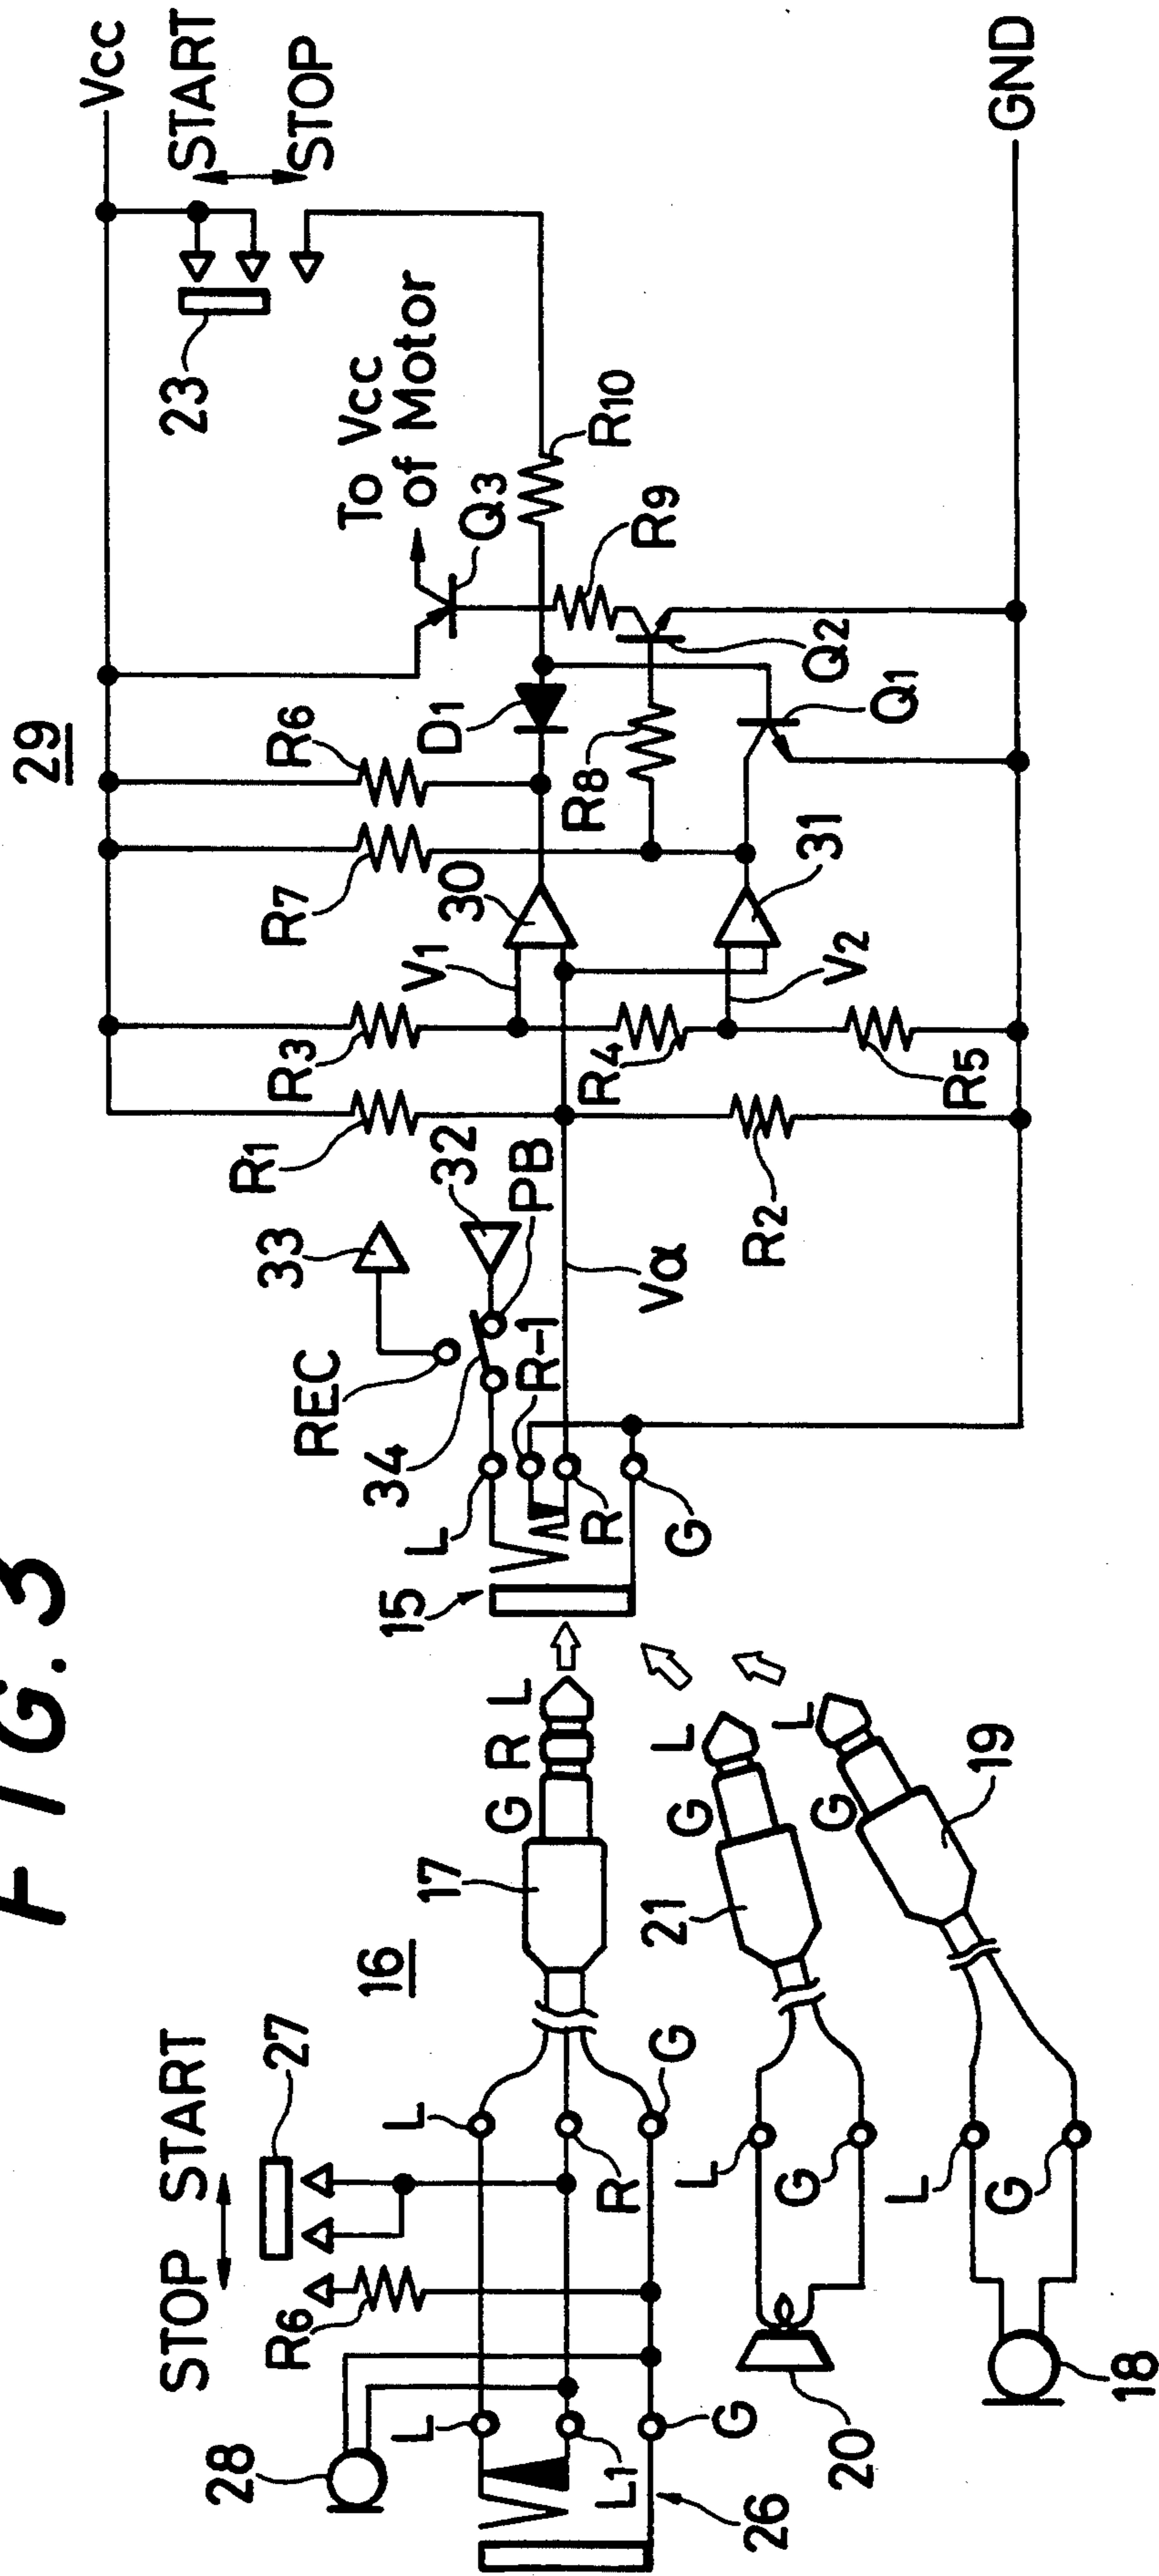 FIG. 3
29
Vcc
START
STOP
23
To Vcc
of Motor
Q3
R10
R9
Q2
Q1
D1
R6
R8
R7
30
31
V1
V2
R3
R4
R5
R1
R2
Vα
33
32
PB
REC
34
R-1
L
R
G
15
GND
17
16
G
R
L
STOP
START
27
R6
L
R
G
28
L
L1
G
26
21
G
L
L
G
20
19
G
L
L
G
18